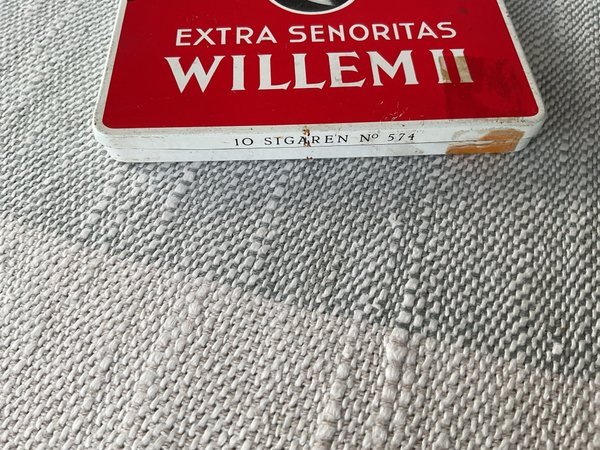 EXTRA SENORITAS
WILLEM II
10 SIGAREN Nº 574